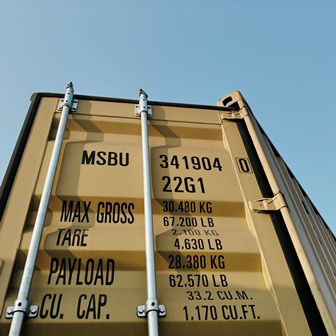 MSBU 341904 0
22G1
MAX GROSS 30.480 KG
67.200 LB
TARE 2.100 KG
4.630 LB
PAYLOAD 28.380 KG
62.570 LB
CU. CAP. 33.2 CU.M.
1,170 CU.FT.